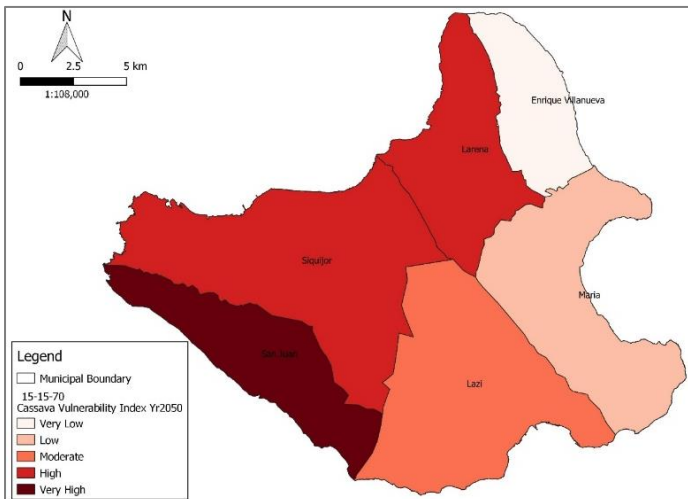 N
0 2.5 5 km
1:108,000
Enrique Villanueva
Larena
Siquijor
Maria
San Juan
Lazi
Legend
Municipal Boundary
15-15-70
Cassava Vulnerability Index Yr2050
Very Low
Low
Moderate
High
Very High